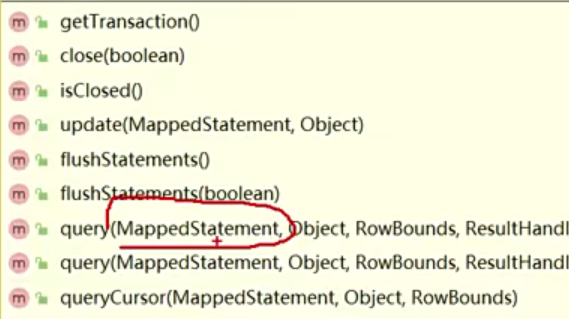 m getTransaction()
m close(boolean)
m isClosed()
m update(MappedStatement, Object)
m flushStatements()
m flushStatements(boolean)
m query(MappedStatement, Object, RowBounds, ResultHandl
m query(MappedStatement, Object, RowBounds, ResultHandl
m queryCursor(MappedStatement, Object, RowBounds)